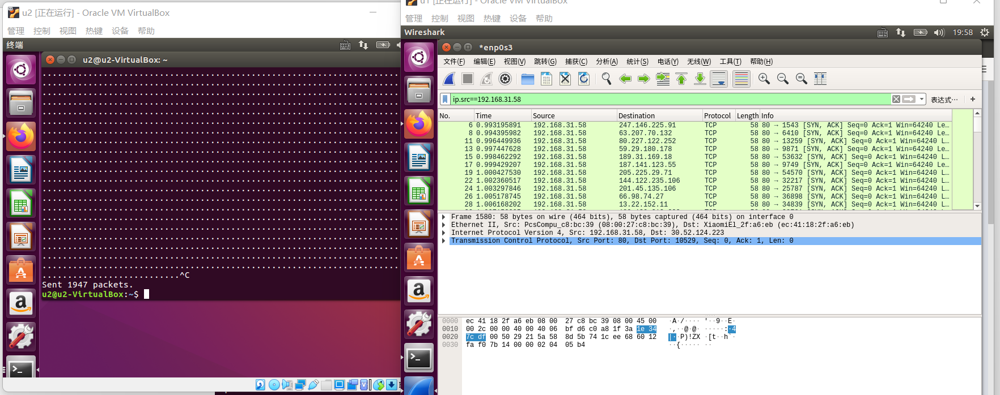 u2 [正在运行] - Oracle VM VirtualBox
管理 控制 视图 热键 设备 帮助
终端
u2@u2-VirtualBox: ~
^C
Sent 1947 packets.
u2@u2-VirtualBox:~$
u1 [正在运行] - Oracle VM VirtualBox
管理 控制 视图 热键 设备 帮助
Wireshark 19:58
*enp0s3
文件(F) 编辑(E) 视图(V) 跳转(G) 捕获(C) 分析(A) 统计(S) 电话(Y) 无线(W) 工具(T) 帮助(H)
ip.src==192.168.31.58 表达式… +
No. Time Source Destination Protocol Length Info
6 0.993195891 192.168.31.58 247.146.225.91 TCP 58 80 → 1543 [SYN, ACK] Seq=0 Ack=1 Win=64240 Le…
8 0.994395982 192.168.31.58 63.207.70.132 TCP 58 80 → 6410 [SYN, ACK] Seq=0 Ack=1 Win=64240 Le…
11 0.996449936 192.168.31.58 80.227.122.252 TCP 58 80 → 13259 [SYN, ACK] Seq=0 Ack=1 Win=64240 L…
13 0.997447628 192.168.31.58 59.29.180.178 TCP 58 80 → 9871 [SYN, ACK] Seq=0 Ack=1 Win=64240 Le…
15 0.998462292 192.168.31.58 189.31.169.18 TCP 58 80 → 53632 [SYN, ACK] Seq=0 Ack=1 Win=64240 L…
17 0.999429207 192.168.31.58 187.141.123.55 TCP 58 80 → 9749 [SYN, ACK] Seq=0 Ack=1 Win=64240 Le…
19 1.000427530 192.168.31.58 205.225.29.71 TCP 58 80 → 54570 [SYN, ACK] Seq=0 Ack=1 Win=64240 L…
22 1.002360517 192.168.31.58 144.122.235.106 TCP 58 80 → 32217 [SYN, ACK] Seq=0 Ack=1 Win=64240 L…
24 1.003297846 192.168.31.58 201.45.135.106 TCP 58 80 → 25787 [SYN, ACK] Seq=0 Ack=1 Win=64240 L…
26 1.005178745 192.168.31.58 66.98.74.27 TCP 58 80 → 36898 [SYN, ACK] Seq=0 Ack=1 Win=64240 L…
28 1.006168202 192.168.31.58 13.22.152.11 TCP 58 80 → 34839 [SYN, ACK] Seq=0 Ack=1 Win=64240 L…
Frame 1580: 58 bytes on wire (464 bits), 58 bytes captured (464 bits) on interface 0
Ethernet II, Src: PcsCompu_c8:bc:39 (08:00:27:c8:bc:39), Dst: XiaomiEl_2f:a6:eb (ec:41:18:2f:a6:eb)
Internet Protocol Version 4, Src: 192.168.31.58, Dst: 30.52.124.223
Transmission Control Protocol, Src Port: 80, Dst Port: 10529, Seq: 0, Ack: 1, Len: 0
0000 ec 41 18 2f a6 eb 08 00 27 c8 bc 39 08 00 45 00 ·A·/···· '··9··E·
0010 00 2c 00 00 40 00 40 06 bf d6 c0 a8 1f 3a 1e 34 ·,··@·@· ·····:·4
0020 7c df 00 50 29 21 5a 58 8d 5b 74 1c ee 68 60 12 |··P)!ZX ·[t··h`·
0030 fa f0 7b 14 00 00 02 04 05 b4 ··{····· ··